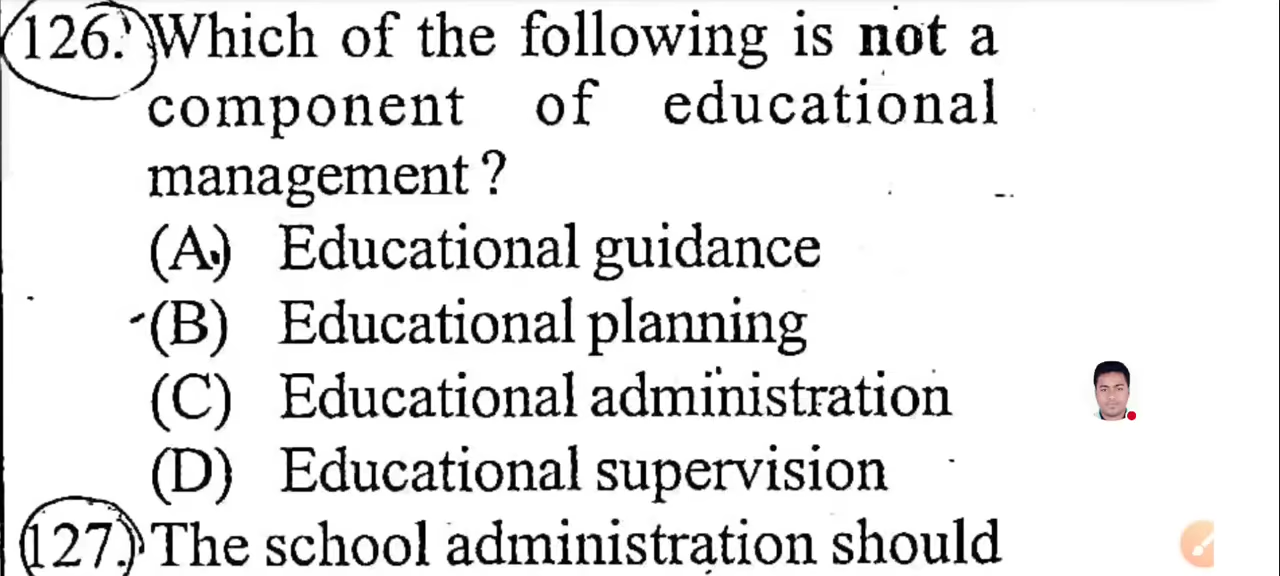 126. Which of the following is not a
component of educational
management ?
(A) Educational guidance
(B) Educational planning
(C) Educational administration
(D) Educational supervision
127. The school administration should